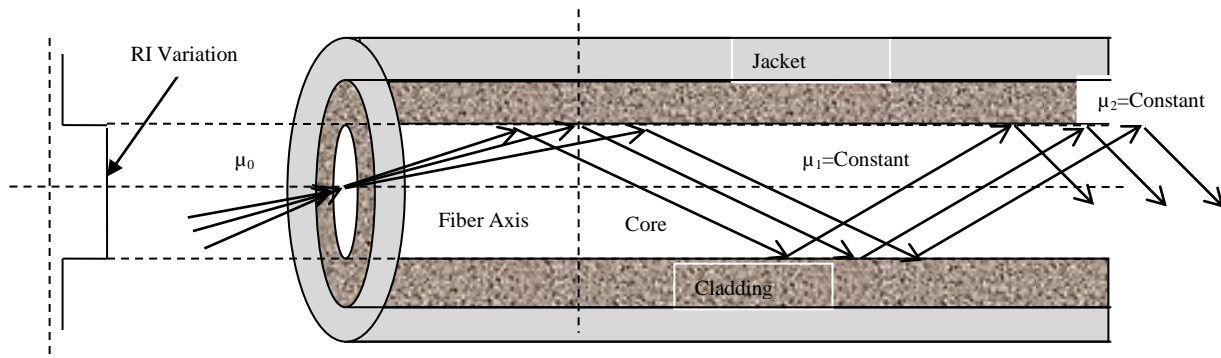 RI Variation
Jacket
µ2=Constant
µ0
µ1=Constant
Fiber Axis
Core
Cladding